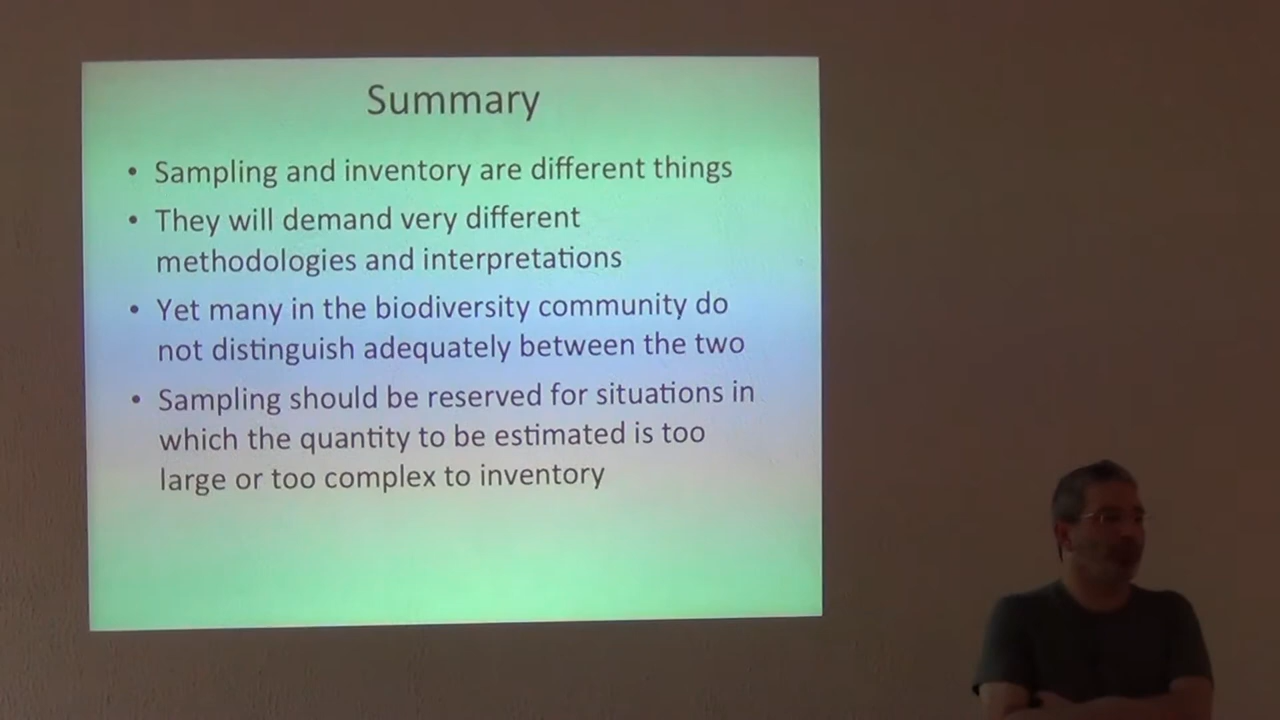 Summary
• Sampling and inventory are different things
• They will demand very different
methodologies and interpretations
• Yet many in the biodiversity community do
not distinguish adequately between the two
• Sampling should be reserved for situations in
which the quantity to be estimated is too
large or too complex to inventory